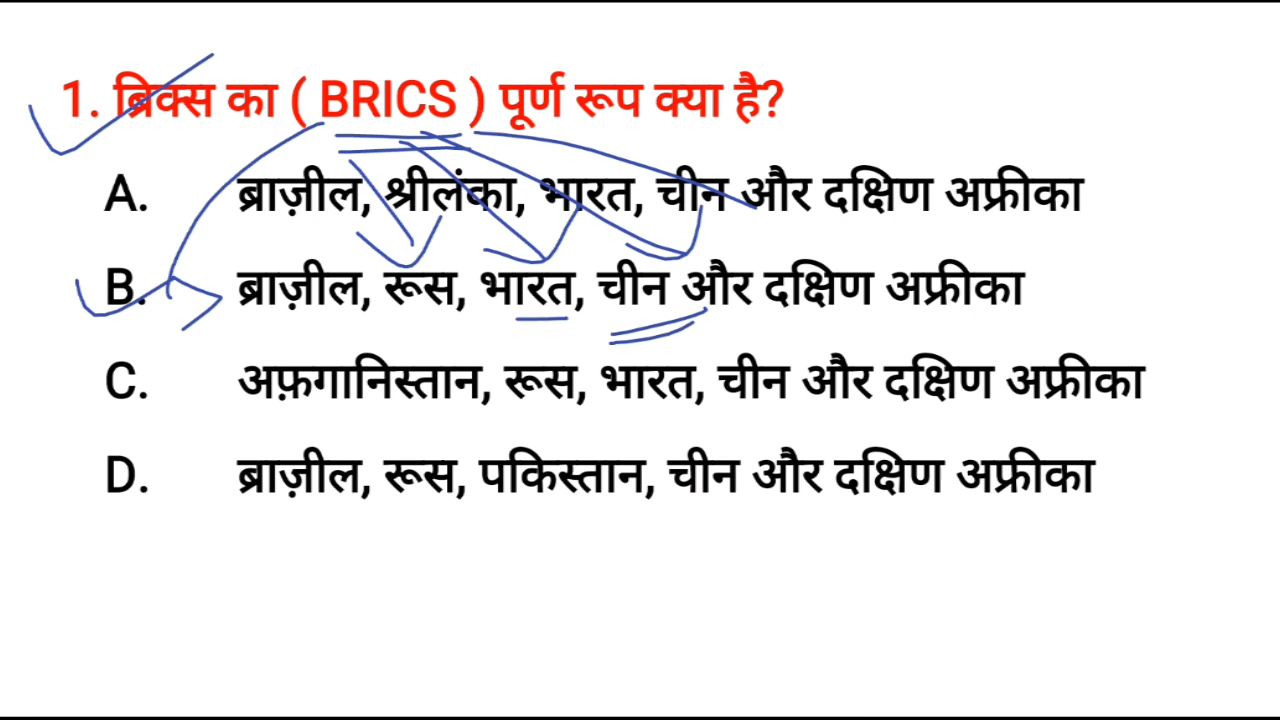 1. ब्रिक्स का ( BRICS ) पूर्ण रूप क्या है?
A. ब्राज़ील, श्रीलंका, भारत, चीन और दक्षिण अफ्रीका
B. ब्राज़ील, रूस, भारत, चीन और दक्षिण अफ्रीका
C. अफ़गानिस्तान, रूस, भारत, चीन और दक्षिण अफ्रीका
D. ब्राज़ील, रूस, पकिस्तान, चीन और दक्षिण अफ्रीका